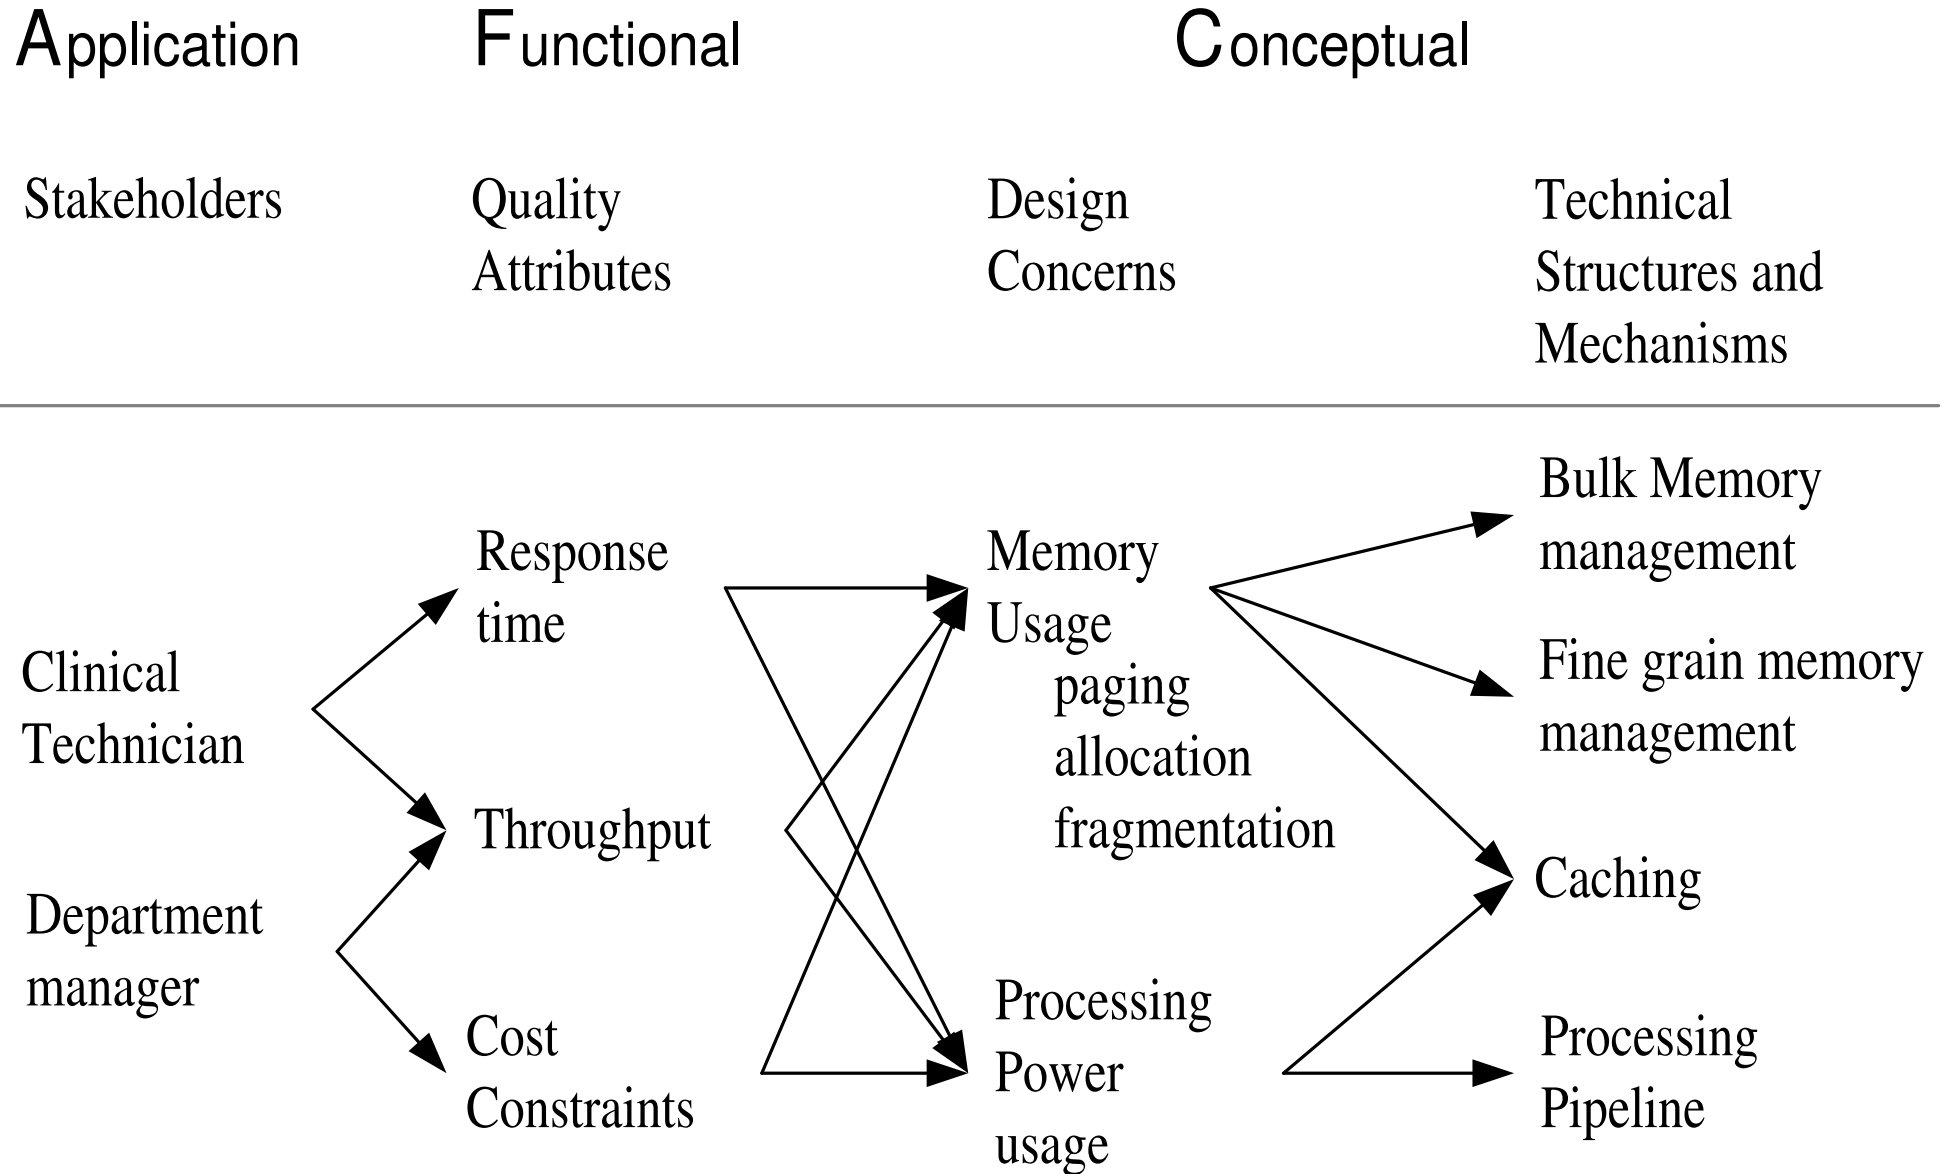 Application
Functional
Conceptual
Stakeholders
Quality
Attributes
Design
Concerns
Technical
Structures and
Mechanisms
Clinical
Technician
Department
manager
Response
time
Throughput
Cost
Constraints
Memory
Usage
paging
allocation
fragmentation
Processing
Power
usage
Bulk Memory
management
Fine grain memory
management
Caching
Processing
Pipeline